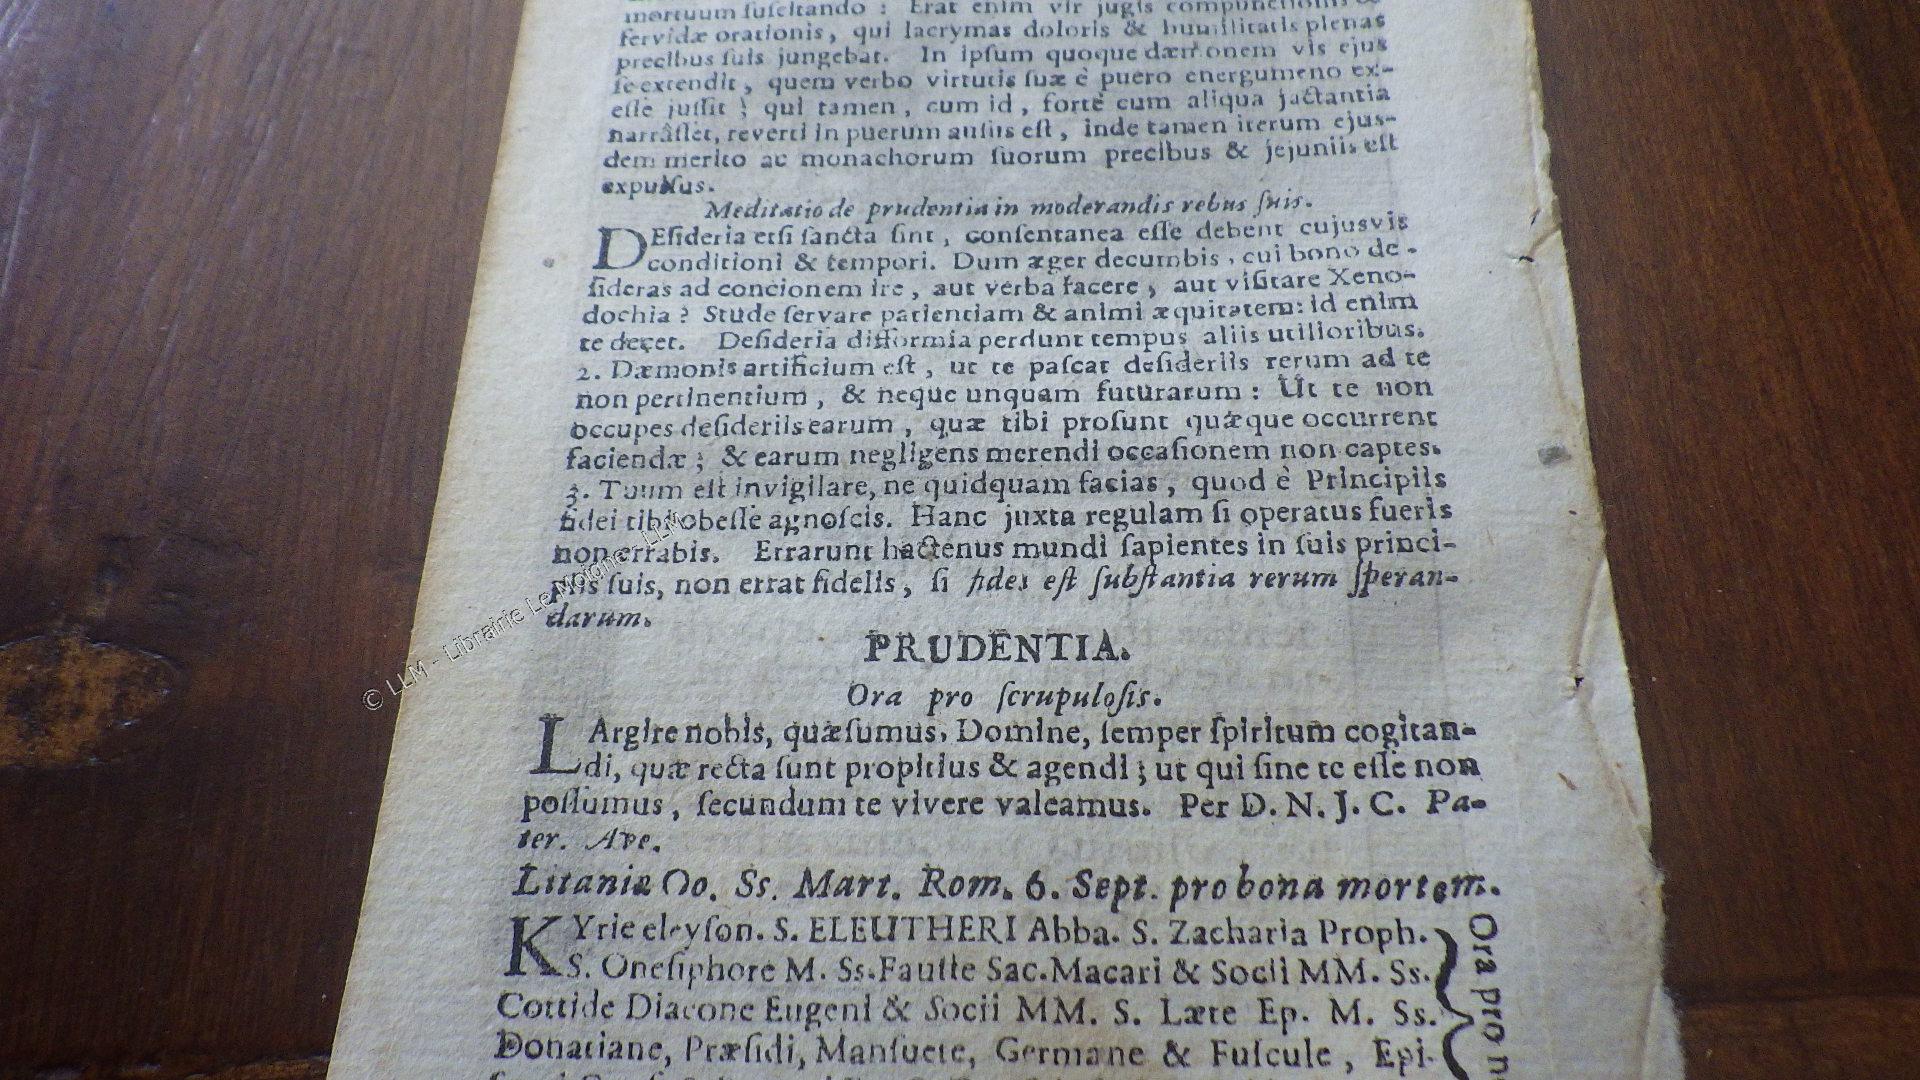 mortuum ſuſcitando : Erat enim vir jugis compunctionis &
fervidæ orationis, qui lacrymas doloris & humilitatis plenas
precibus ſuis jungebat. In ipſum quoque dæmonem vis ejus
ſe extendit, quem verbo virtutis ſuæ è puero energumeno ex-
eſſe juſſit ; qui tamen, cum id, fortè cum aliqua jactantia
narrâſſet, reverti in puerum auſus eſt, inde tamen iterum ejus-
dem merito ac monachorum ſuorum precibus & jejuniis eſt
expulſus.
Meditatio de prudentia in moderandis rebus ſuis.
DEſideria etſi ſancta ſint, conſentanea eſſe debent cujusvis
conditioni & tempori. Dum æger decumbis, cui bono de-
ſideras ad concionem ire, aut verba facere, aut viſitare Xeno-
dochia ? Stude ſervare patientiam & animi æquitatem: id enim
te decet. Deſideria difformia perdunt tempus aliis utilioribus.
2. Dæmonis artificium eſt, ut te paſcat deſideriis rerum ad te
non pertinentium, & neque unquam futurarum : Ut te non
occupes deſideriis earum, quæ tibi proſunt quæque occurrent
faciendæ ; & earum negligens merendi occaſionem non captes.
3. Tuum eſt invigilare, ne quidquam facias, quod è Principiis
fidei tibi obeſſe agnoſcis. Hanc juxta regulam ſi operatus fueris
non errabis. Errarunt hactenus mundi ſapientes in ſuis princi-
piis ſuis, non errat fidelis, ſi fides eſt ſubſtantia rerum ſperan-
darum.
PRUDENTIA.
Ora pro ſcrupuloſis.
LArgire nobis, quæſumus, Domine, ſemper ſpiritum cogitan-
di, quæ recta ſunt propitius & agendi ; ut qui ſine te eſſe non
poſſumus, ſecundum te vivere valeamus. Per D. N. J. C. Pa-
ter. Ave.
Litaniæ Oo. Ss. Mart. Rom. 6. Sept. pro bona mortem.
KYrie eleyſon. S. ELEUTHERI Abba. S. Zacharia Proph.
S. Oneſiphore M. Ss. Fauſte Sac. Macari & Socii MM. Ss.
Cottide Diacone Eugeni & Socii MM. S. Læte Ep. M. Ss.
Donatiane, Præſidi, Manſuete, Germane & Fuſcule, Epi-
Ora pro
© LLM - Librairie Le Moine - LLM